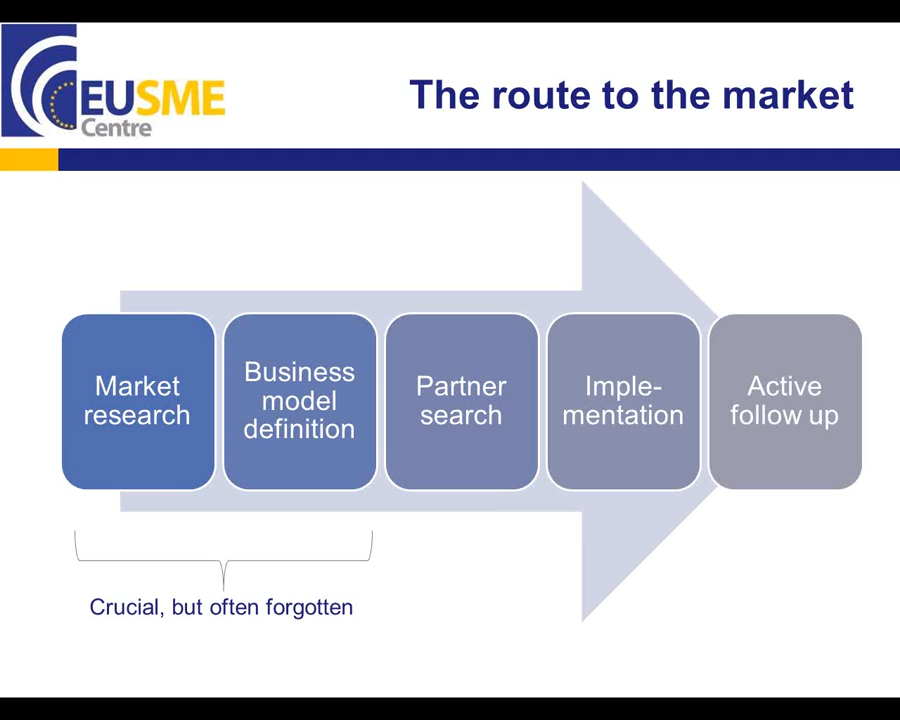 EUSME
Centre
The route to the market
Market
research
Business
model
definition
Partner
search
Imple-
mentation
Active
follow up
Crucial, but often forgotten